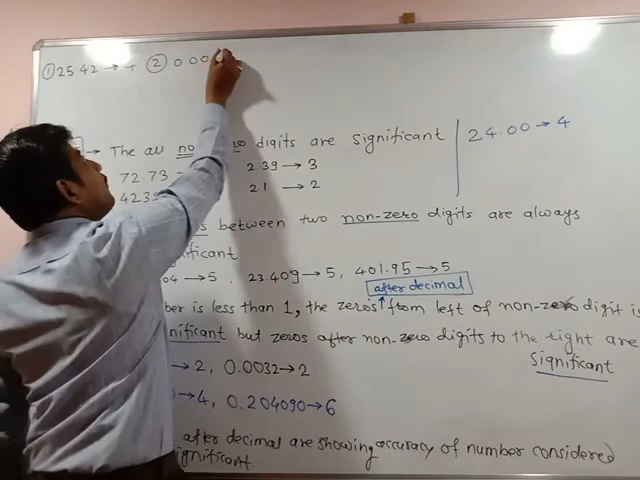 ① 2542 → 4 ② 0 00
→ The all non-zero digits are significant
24.00 → 4
72.73
239 → 3
423
21 → 2
between two non-zero digits are always
significant
04 → 5. 23.409 → 5, 401.95 → 5
after decimal
ber is less than 1, the zeros from left of non-zero digit is
nificant but zeros after non-zero digits to the right are
significant
→ 2, 0.0032 → 2
→ 4, 0.204090 → 6
after decimal are showing accuracy of number considered
ignificant